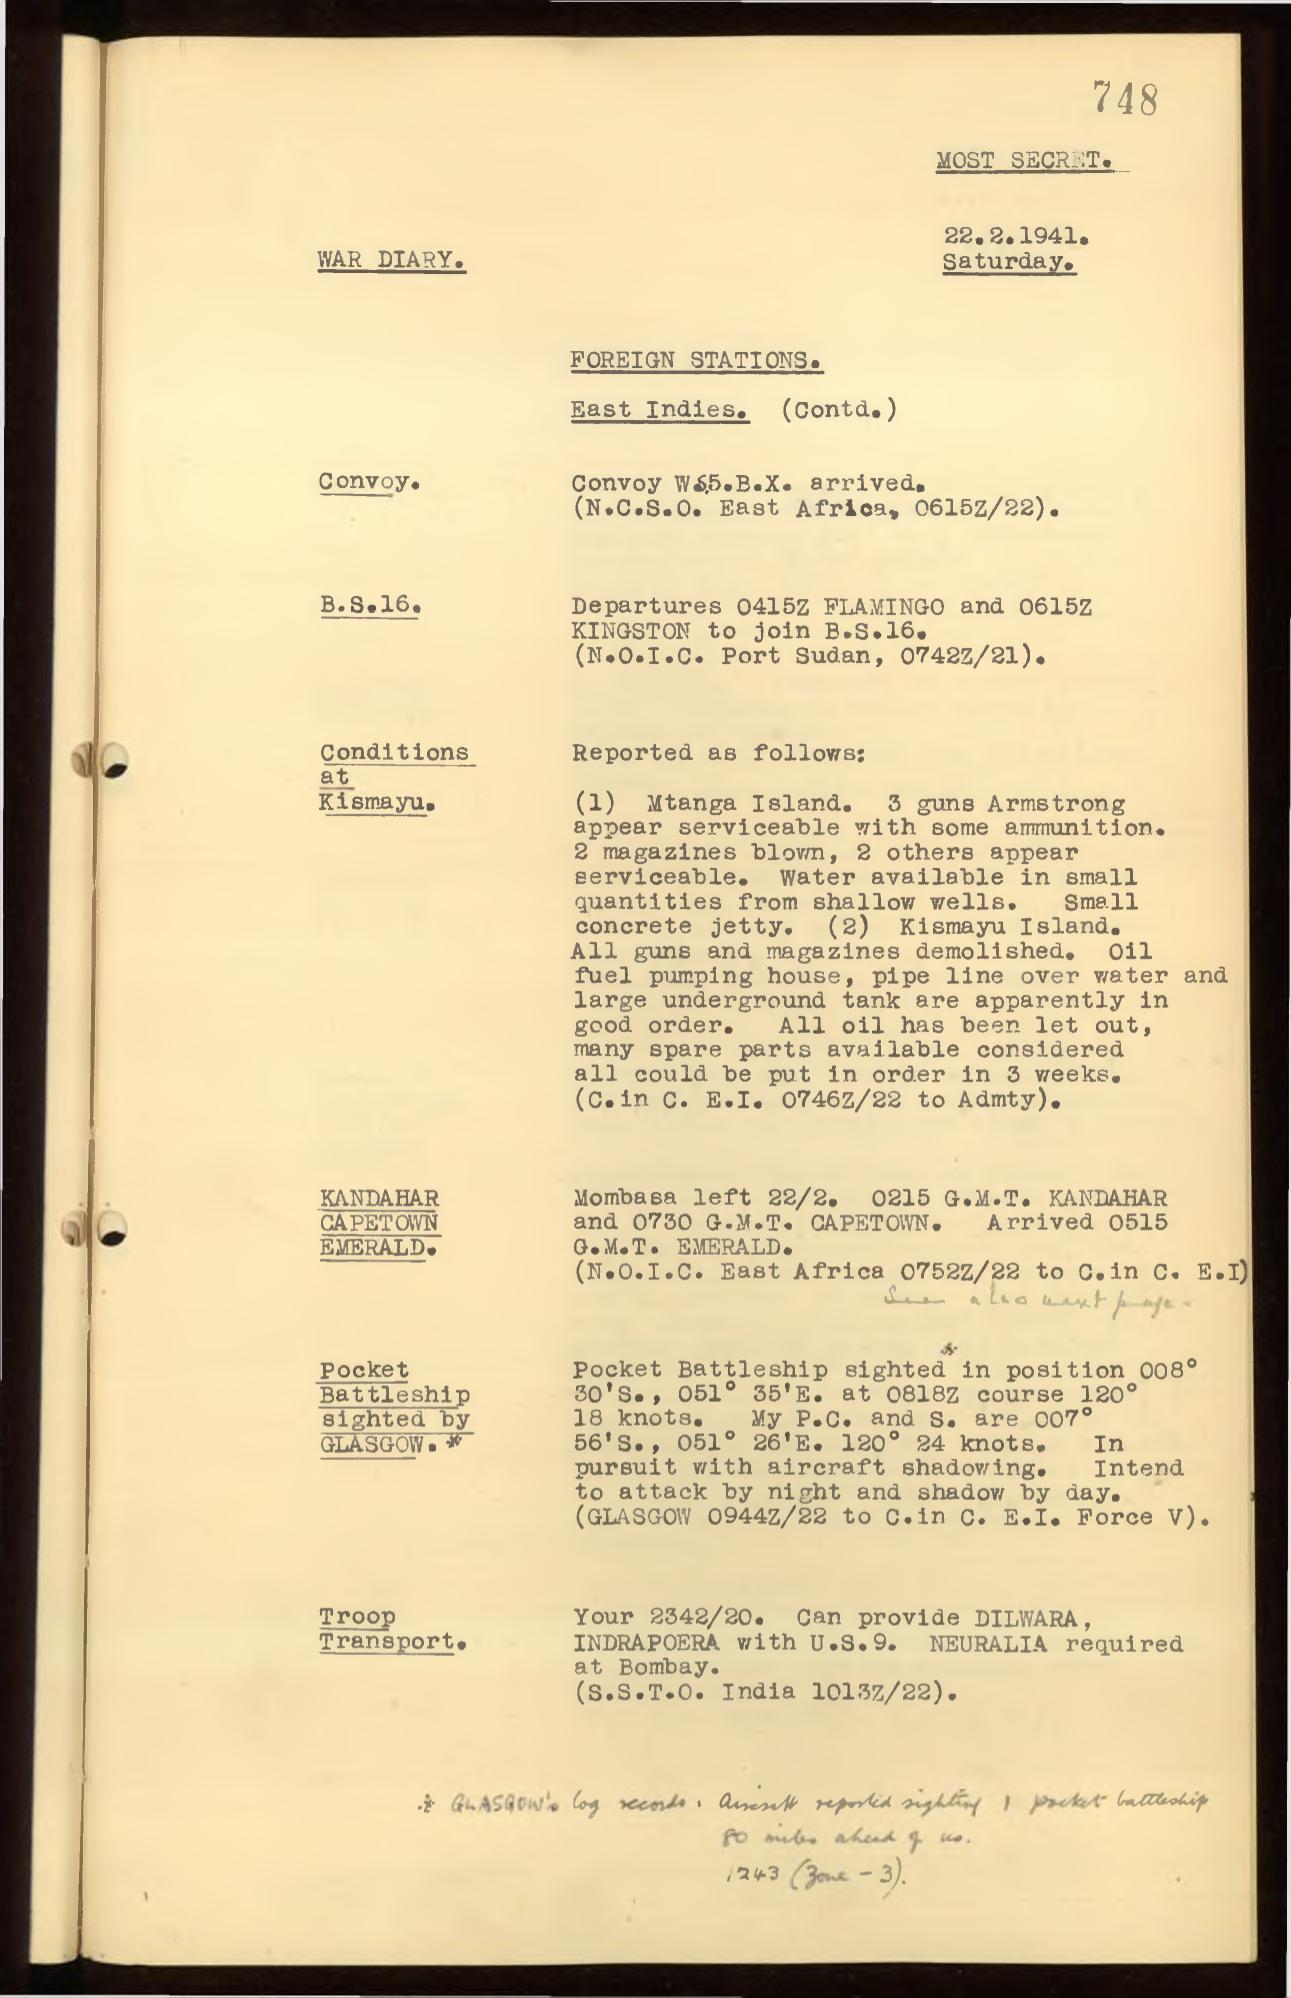 748
MOST SECRET.
22.2.1941.
Saturday.
WAR DIARY.
FOREIGN STATIONS.
East Indies. (Contd.)
Convoy.
Convoy WS5.B.X. arrived.
(N.C.S.O. East Africa, 0615Z/22).
B.S.16.
Departures 0415Z FLAMINGO and 0615Z
KINGSTON to join B.S.16.
(N.O.I.C. Port Sudan, 0742Z/21).
Conditions
at
Kismayu.
Reported as follows:
(1) Mtanga Island. 3 guns Armstrong
appear serviceable with some ammunition.
2 magazines blown, 2 others appear
serviceable. Water available in small
quantities from shallow wells. Small
concrete jetty. (2) Kismayu Island.
All guns and magazines demolished. Oil
fuel pumping house, pipe line over water and
large underground tank are apparently in
good order. All oil has been let out,
many spare parts available considered
all could be put in order in 3 weeks.
(C.in C. E.I. 0746Z/22 to Admty).
KANDAHAR
CAPETOWN
EMERALD.
Mombasa left 22/2. 0215 G.M.T. KANDAHAR
and 0730 G.M.T. CAPETOWN. Arrived 0515
G.M.T. EMERALD.
(N.O.I.C. East Africa 0752Z/22 to C.in C. E.I)
See also next page.
Pocket
Battleship
sighted by
GLASGOW. *
Pocket Battleship sighted * in position 008°
30'S., 051° 35'E. at 0818Z course 120°
18 knots. My P.C. and S. are 007°
56'S., 051° 26'E. 120° 24 knots. In
pursuit with aircraft shadowing. Intend
to attack by night and shadow by day.
(GLASGOW 0944Z/22 to C.in C. E.I. Force V).
Troop
Transport.
Your 2342/20. Can provide DILWARA,
INDRAPOERA with U.S.9. NEURALIA required
at Bombay.
(S.S.T.O. India 1013Z/22).
* GLASGOW's log records: Aircraft reported sighting 1 pocket battleship
80 miles ahead of us.
1243 (Zone - 3).